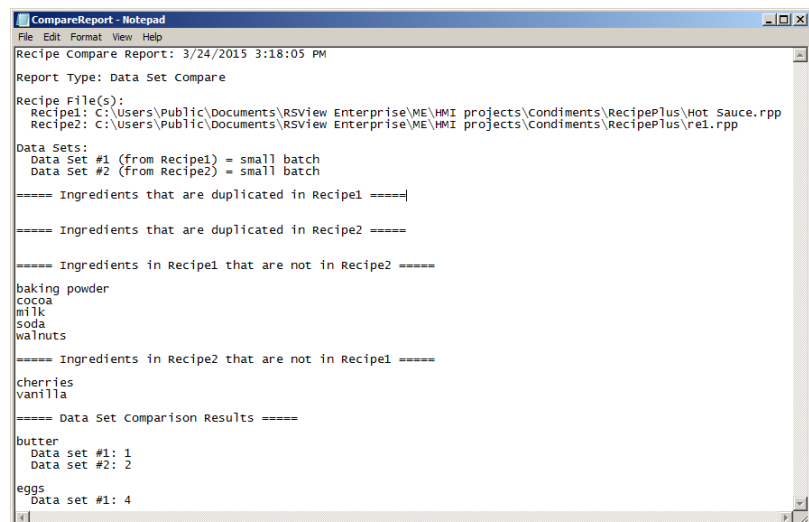 CompareReport - Notepad
File Edit Format View Help
Recipe Compare Report: 3/24/2015 3:18:05 PM
Report Type: Data Set Compare
Recipe File(s):
Recipe1: C:\Users\Public\Documents\RSView Enterprise\ME\HMI projects\Condiments\RecipePlus\Hot Sauce.rpp
Recipe2: C:\Users\Public\Documents\RSView Enterprise\ME\HMI projects\Condiments\RecipePlus\re1.rpp
Data Sets:
Data Set #1 (from Recipe1) = small batch
Data Set #2 (from Recipe2) = small batch
===== Ingredients that are duplicated in Recipe1 =====
===== Ingredients that are duplicated in Recipe2 =====
===== Ingredients in Recipe1 that are not in Recipe2 =====
baking powder
cocoa
milk
soda
walnuts
===== Ingredients in Recipe2 that are not in Recipe1 =====
cherries
vanilla
===== Data Set Comparison Results =====
butter
Data set #1: 1
Data set #2: 2
eggs
Data set #1: 4